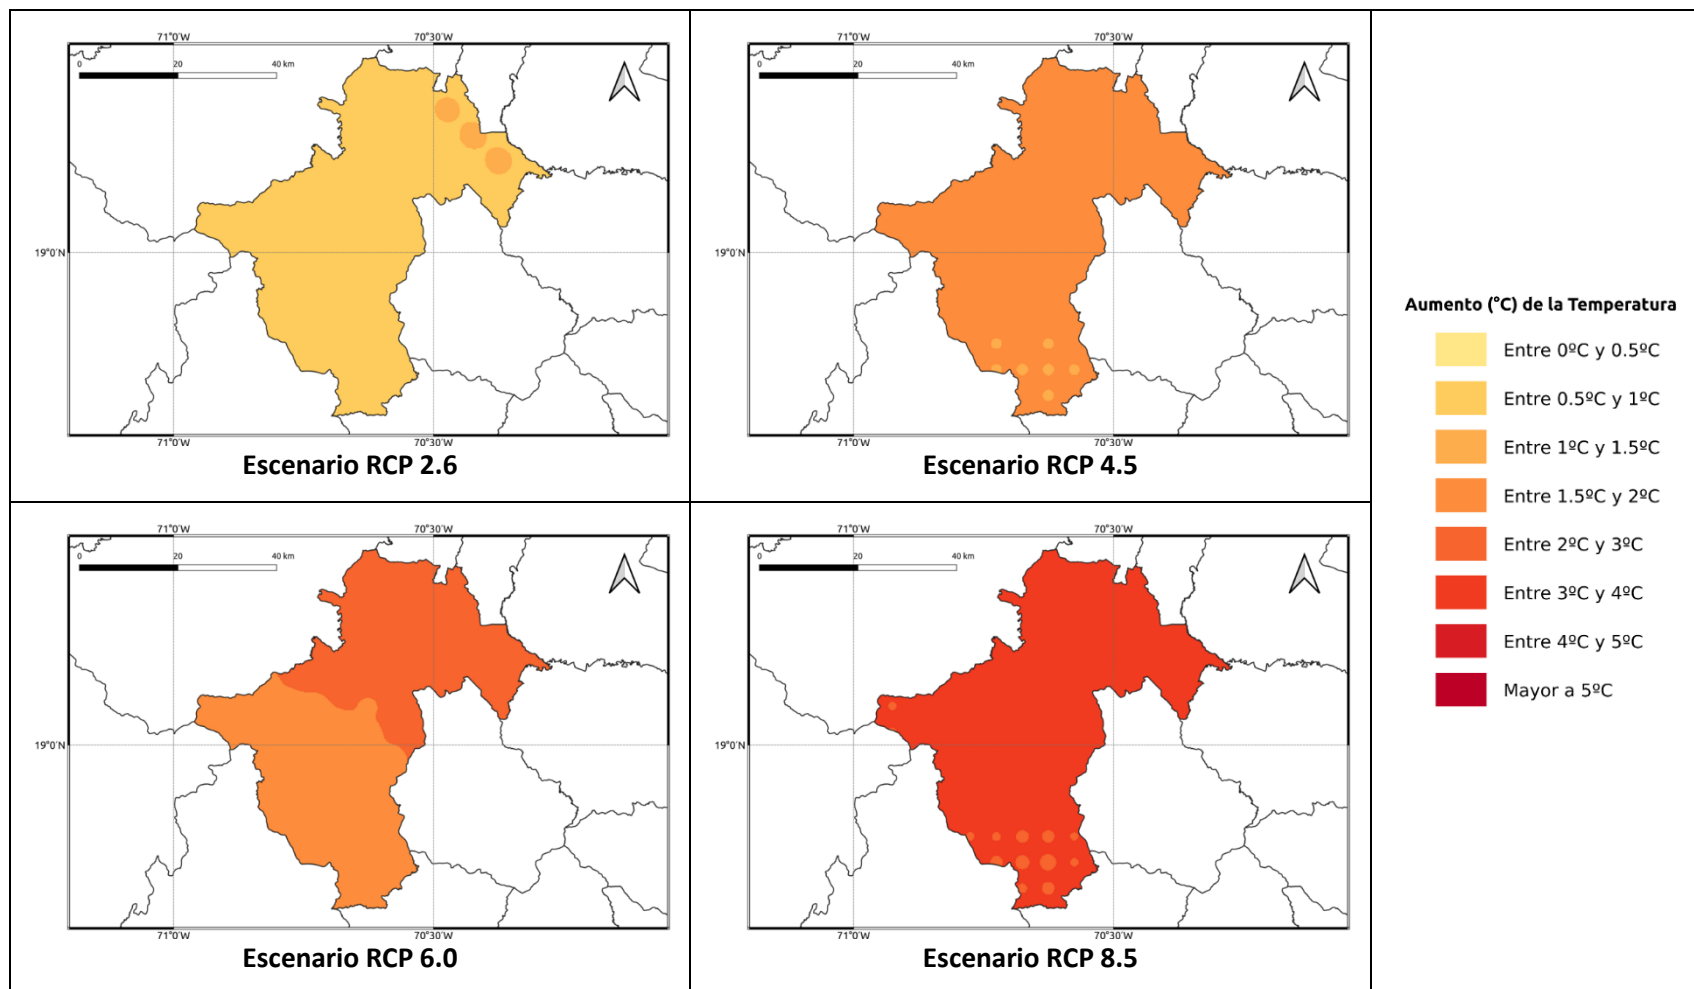 71°0'W 70°30'W
0 20 40 km
19°0'N
71°0'W 70°30'W
Escenario RCP 2.6
71°0'W 70°30'W
0 20 40 km
19°0'N
71°0'W 70°30'W
Escenario RCP 4.5
71°0'W 70°30'W
0 20 40 km
19°0'N
71°0'W 70°30'W
Escenario RCP 6.0
71°0'W 70°30'W
0 20 40 km
19°0'N
71°0'W 70°30'W
Escenario RCP 8.5
Aumento (°C) de la Temperatura
Entre 0ºC y 0.5ºC
Entre 0.5ºC y 1ºC
Entre 1ºC y 1.5ºC
Entre 1.5ºC y 2ºC
Entre 2ºC y 3ºC
Entre 3ºC y 4ºC
Entre 4ºC y 5ºC
Mayor a 5ºC